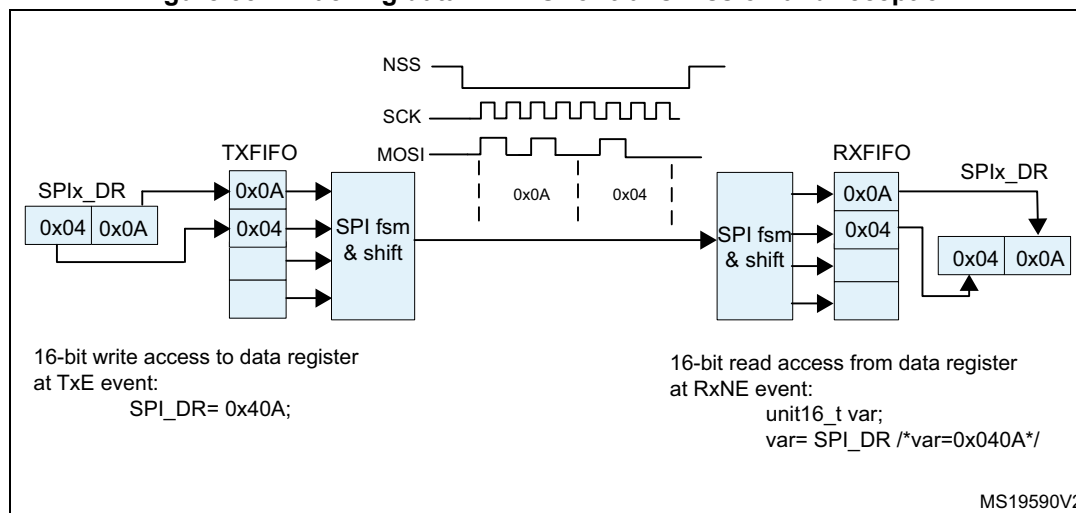 NSS
SCK
MOSI
TXFIFO
RXFIFO
SPIx_DR
SPIx_DR
0x04 0x0A
0x0A
0x04
SPI fsm
& shift
0x0A
0x04
SPI fsm
& shift
0x0A
0x04
0x04 0x0A
16-bit write access to data register
at TxE event:
SPI_DR= 0x40A;
16-bit read access from data register
at RxNE event:
unit16_t var;
var= SPI_DR /*var=0x040A*/
MS19590V2